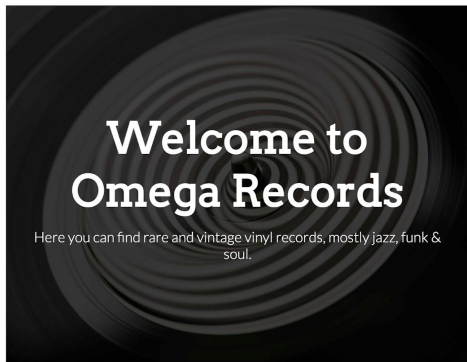 Welcome to
Omega Records
Here you can find rare and vintage vinyl records, mostly jazz, funk &
soul.